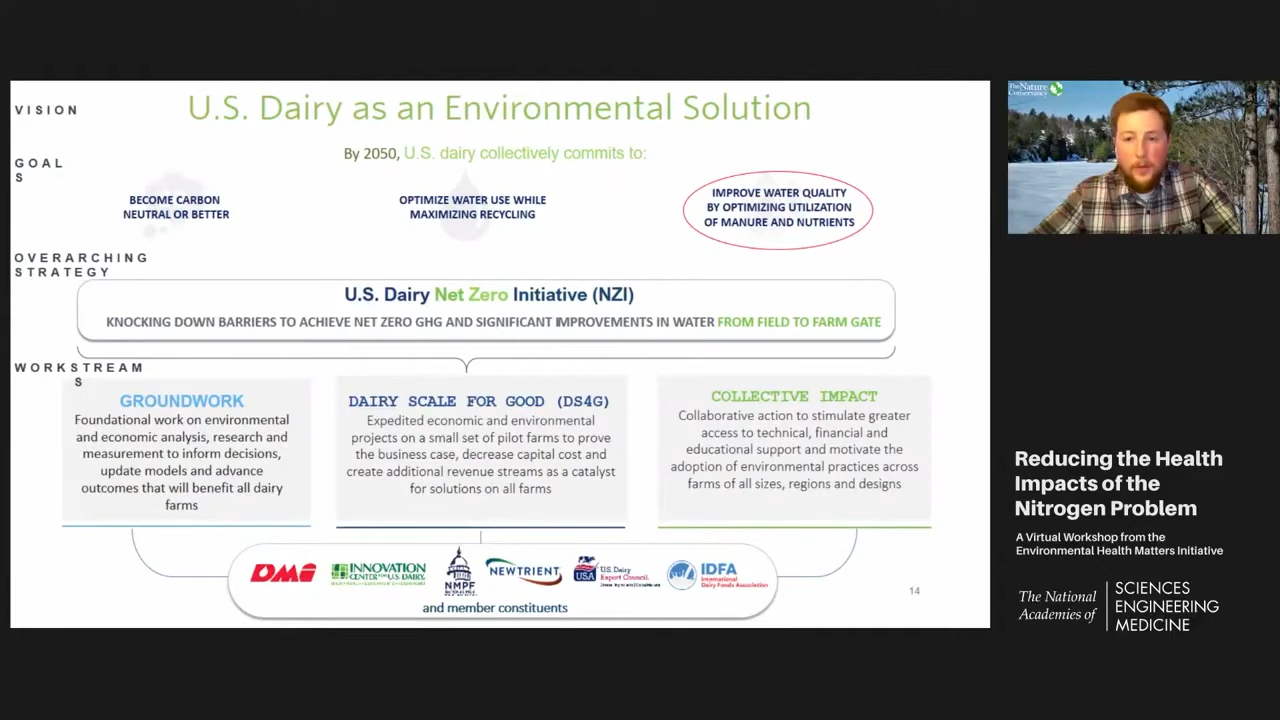 VISION
U.S. Dairy as an Environmental Solution
By 2050, U.S. dairy collectively commits to:
GOAL
S
BECOME CARBON
NEUTRAL OR BETTER
OPTIMIZE WATER USE WHILE
MAXIMIZING RECYCLING
IMPROVE WATER QUALITY
BY OPTIMIZING UTILIZATION
OF MANURE AND NUTRIENTS
OVERARCHING
STRATEGY
U.S. Dairy Net Zero Initiative (NZI)
KNOCKING DOWN BARRIERS TO ACHIEVE NET ZERO GHG AND SIGNIFICANT IMPROVEMENTS IN WATER FROM FIELD TO FARM GATE
WORKSTREAM
S
GROUNDWORK
Foundational work on environmental
and economic analysis, research and
measurement to inform decisions,
update models and advance
outcomes that will benefit all dairy
farms
DAIRY SCALE FOR GOOD (DS4G)
Expedited economic and environmental
projects on a small set of pilot farms to prove
the business case, decrease capital cost and
create additional revenue streams as a catalyst
for solutions on all farms
COLLECTIVE IMPACT
Collaborative action to stimulate greater
access to technical, financial and
educational support and motivate the
adoption of environmental practices across
farms of all sizes, regions and designs
DMI
INNOVATION
CENTER FOR U.S. DAIRY
NMPF
NEWTRIENT
USA
U.S. Dairy
Export Council
IDFA
International
Dairy Foods Association
and member constituents
14
The Nature
Conservancy
Reducing the Health
Impacts of the
Nitrogen Problem
A Virtual Workshop from the
Environmental Health Matters Initiative
The National
Academies of
SCIENCES
ENGINEERING
MEDICINE